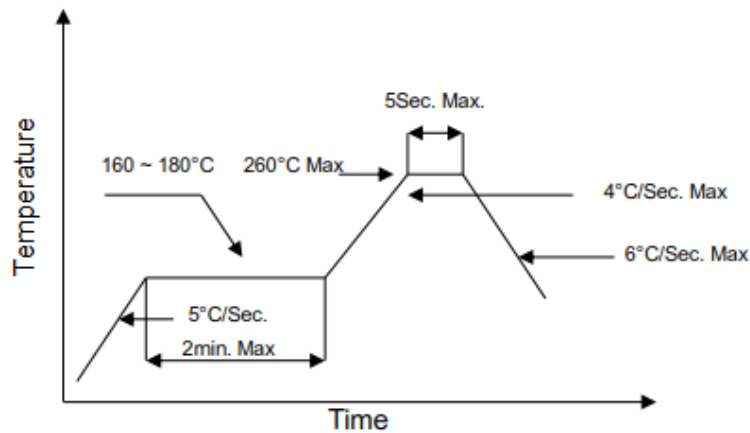 5Sec. Max.
160 ~ 180°C
260°C Max
4°C/Sec. Max
6°C/Sec. Max
5°C/Sec.
2min. Max
Temperature
Time